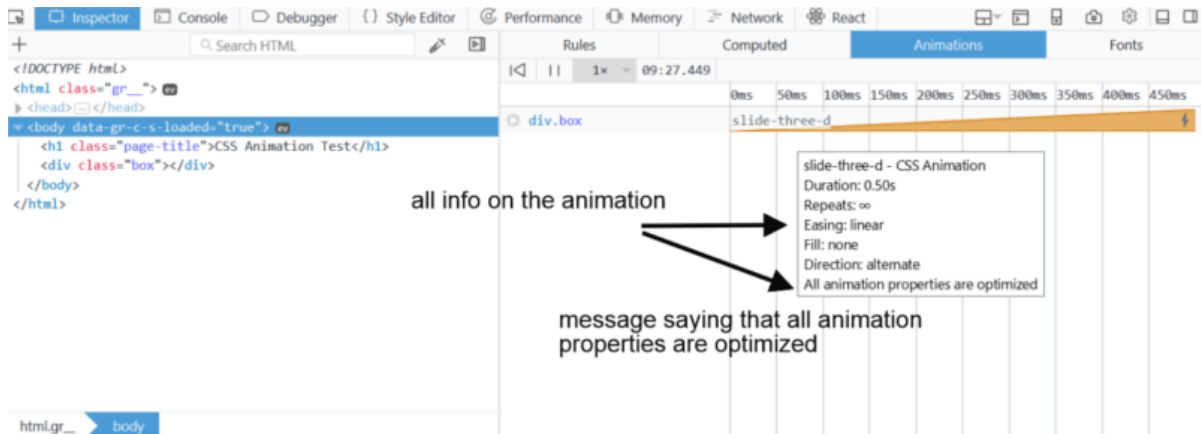 Inspector Console Debugger {} Style Editor Performance Memory Network React
+ Search HTML
Rules Computed Animations Fonts
<!DOCTYPE html>
<html class="gr__"> ev
<head></head>
<body data-gr-c-s-loaded="true"> ev
<h1 class="page-title">CSS Animation Test</h1>
<div class="box"></div>
</body>
</html>
1× 09:27.449
0ms 50ms 100ms 150ms 200ms 250ms 300ms 350ms 400ms 450ms
div.box slide-three-d
slide-three-d - CSS Animation
Duration: 0.50s
Repeats: ∞
Easing: linear
Fill: none
Direction: alternate
All animation properties are optimized
all info on the animation
message saying that all animation
properties are optimized
html.gr__ body